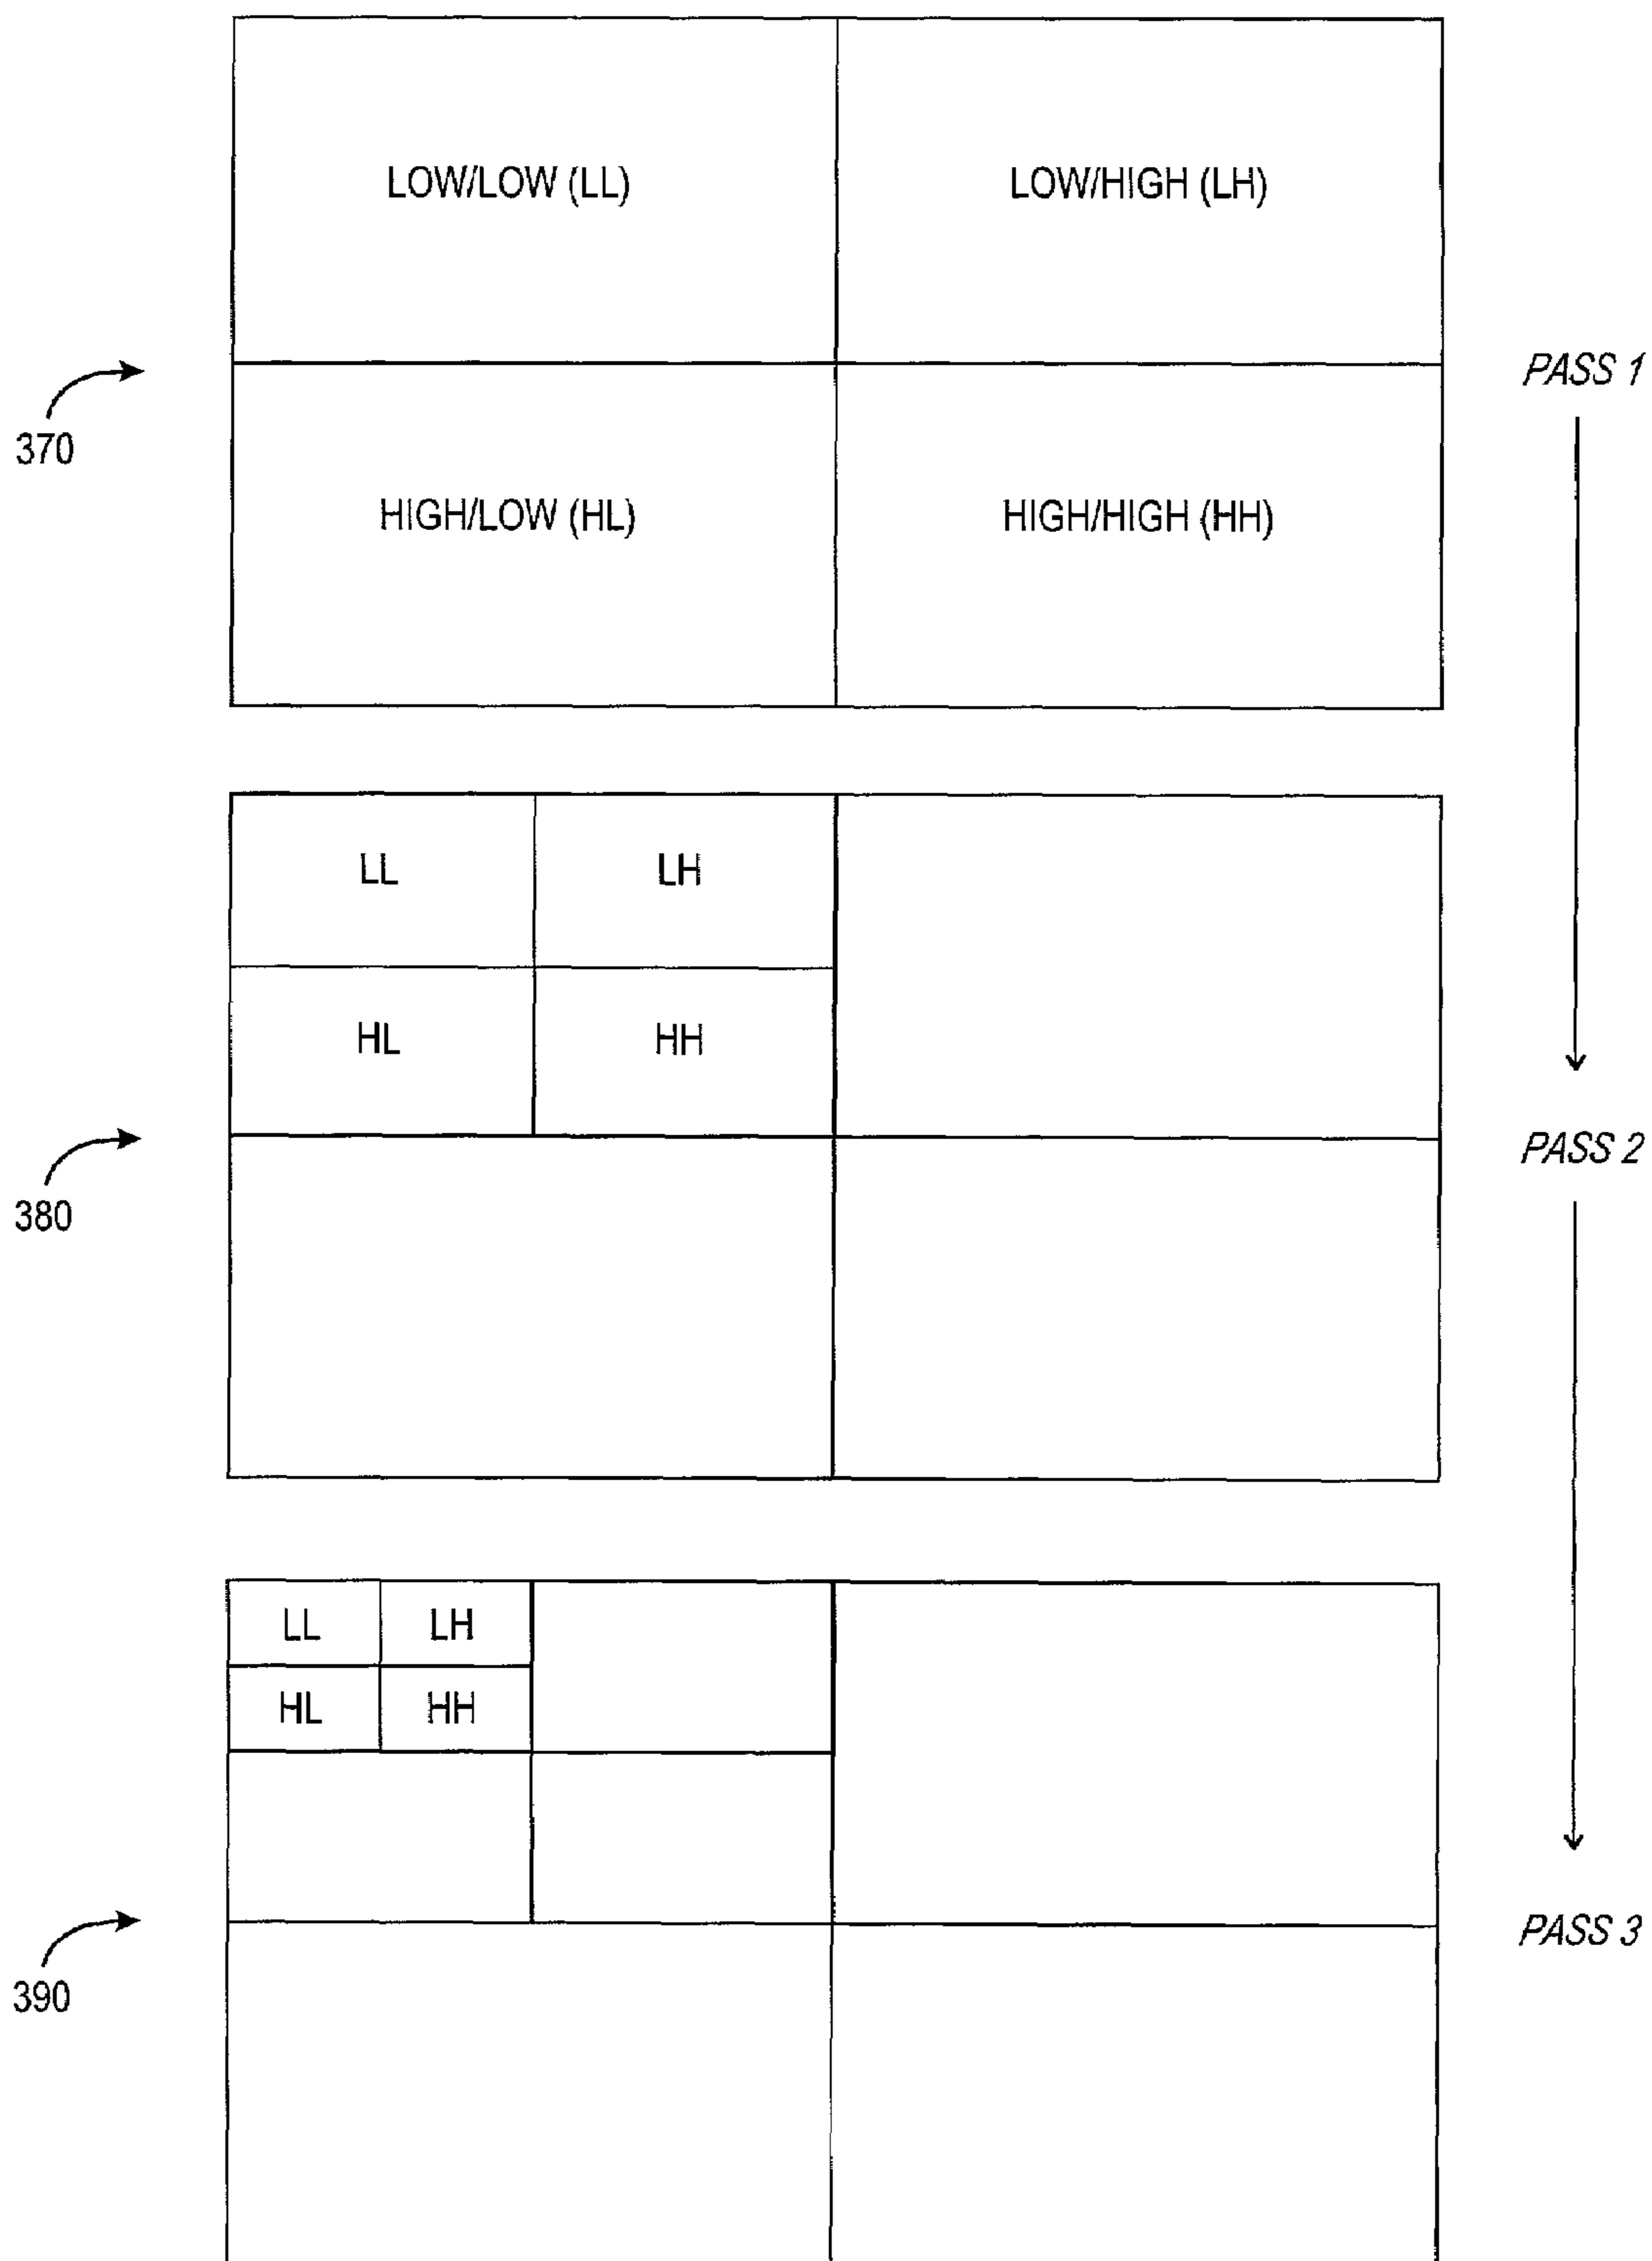 LOW/LOW (LL)
LOW/HIGH (LH)
370
PASS 1
HIGH/LOW (HL)
HIGH/HIGH (HH)
LL
LH
HL
HH
380
PASS 2
LL
LH
HL
HH
390
PASS 3